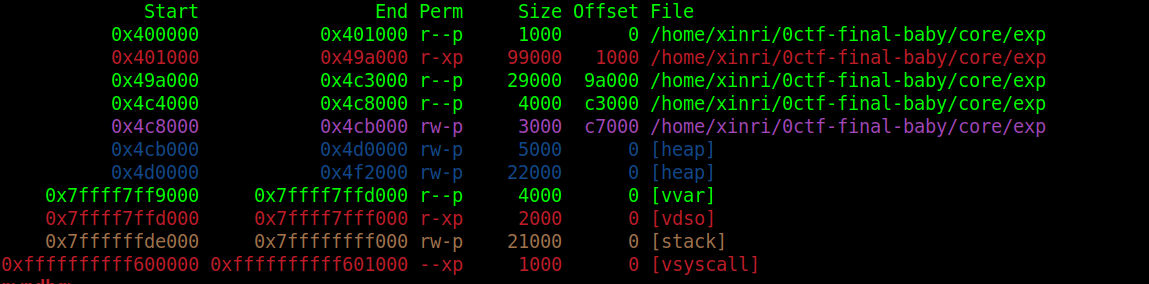 Start End Perm Size Offset File
0x400000 0x401000 r--p 1000 0 /home/xinri/0ctf-final-baby/core/exp
0x401000 0x49a000 r-xp 99000 1000 /home/xinri/0ctf-final-baby/core/exp
0x49a000 0x4c3000 r--p 29000 9a000 /home/xinri/0ctf-final-baby/core/exp
0x4c4000 0x4c8000 r--p 4000 c3000 /home/xinri/0ctf-final-baby/core/exp
0x4c8000 0x4cb000 rw-p 3000 c7000 /home/xinri/0ctf-final-baby/core/exp
0x4cb000 0x4d0000 rw-p 5000 0 [heap]
0x4d0000 0x4f2000 rw-p 22000 0 [heap]
0x7ffff7ff9000 0x7ffff7ffd000 r--p 4000 0 [vvar]
0x7ffff7ffd000 0x7ffff7fff000 r-xp 2000 0 [vdso]
0x7ffffffde000 0x7ffffffff000 rw-p 21000 0 [stack]
0xffffffffff600000 0xffffffffff601000 --xp 1000 0 [vsyscall]